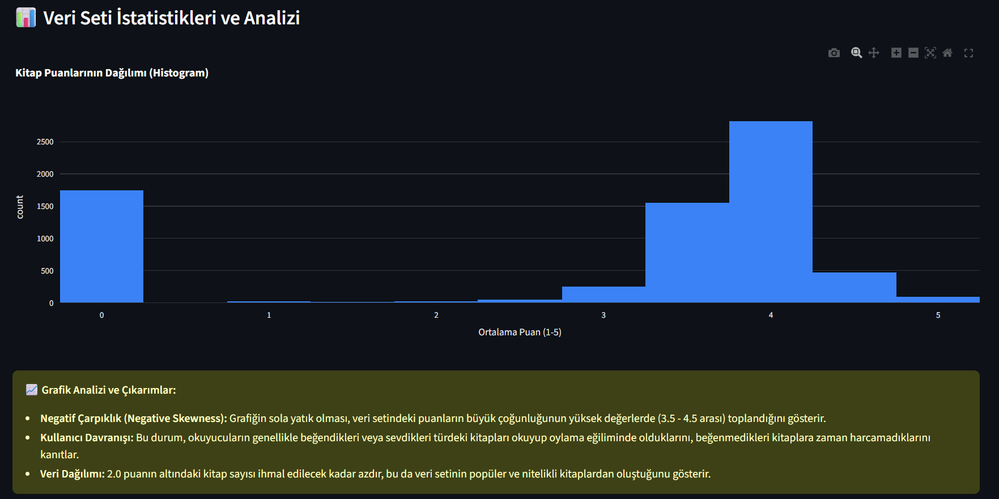 Veri Seti İstatistikleri ve Analizi
Kitap Puanlarının Dağılımı (Histogram)
2500
2000
1500
1000
500
0
count
0 1 2 3 4 5
Ortalama Puan (1-5)
Grafik Analizi ve Çıkarımlar:
• Negatif Çarpıklık (Negative Skewness): Grafiğin sola yatık olması, veri setindeki puanların büyük çoğunluğunun yüksek değerlerde (3.5 - 4.5 arası) toplandığını gösterir.
• Kullanıcı Davranışı: Bu durum, okuyucuların genellikle beğendikleri veya sevdikleri türdeki kitapları okuyup oylama eğiliminde olduklarını, beğenmedikleri kitaplara zaman harcamadıklarını
kanıtlar.
• Veri Dağılımı: 2.0 puanın altındaki kitap sayısı ihmal edilecek kadar azdır, bu da veri setinin popüler ve nitelikli kitaplardan oluştuğunu gösterir.